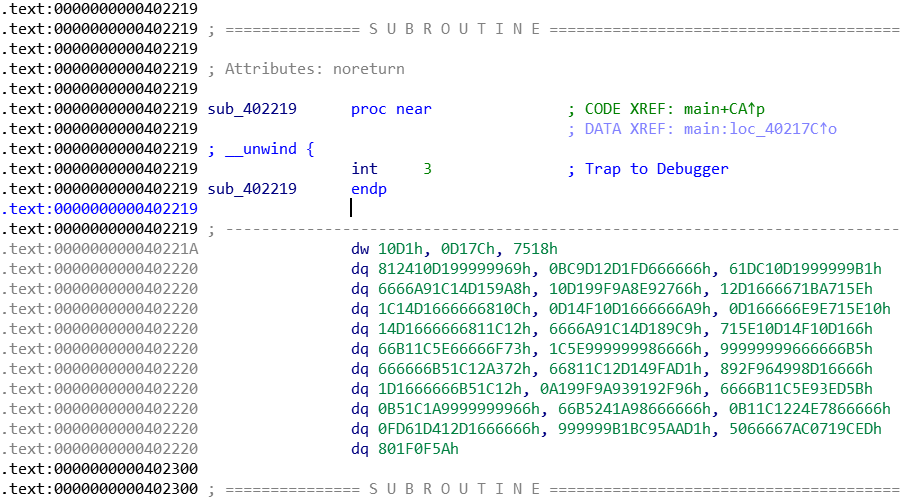 .text:0000000000402219
.text:0000000000402219 ; =============== S U B R O U T I N E =======================================
.text:0000000000402219
.text:0000000000402219 ; Attributes: noreturn
.text:0000000000402219
.text:0000000000402219 sub_402219 proc near ; CODE XREF: main+CA↑p
.text:0000000000402219 ; DATA XREF: main:loc_40217C↑o
.text:0000000000402219 ; __unwind {
.text:0000000000402219 int 3 ; Trap to Debugger
.text:0000000000402219 sub_402219 endp
.text:0000000000402219
.text:0000000000402219 ; ---------------------------------------------------------------------------
.text:000000000040221A dw 10D1h, 0D17Ch, 7518h
.text:0000000000402220 dq 812410D199999969h, 0BC9D12D1FD666666h, 61DC10D1999999B1h
.text:0000000000402220 dq 6666A91C14D159A8h, 10D199F9A8E92766h, 12D1666671BA715Eh
.text:0000000000402220 dq 1C14D1666666810Ch, 0D14F10D1666666A9h, 0D166666E9E715E10h
.text:0000000000402220 dq 14D1666666811C12h, 6666A91C14D189C9h, 715E10D14F10D166h
.text:0000000000402220 dq 66B11C5E66666F73h, 1C5E999999986666h, 99999999666666B5h
.text:0000000000402220 dq 666666B51C12A372h, 66811C12D149FAD1h, 892F964998D16666h
.text:0000000000402220 dq 1D1666666B51C12h, 0A199F9A939192F96h, 6666B11C5E93ED5Bh
.text:0000000000402220 dq 0B51C1A9999999966h, 66B5241A98666666h, 0B11C1224E7866666h
.text:0000000000402220 dq 0FD61D412D1666666h, 999999B1BC95AAD1h, 5066667AC0719CEDh
.text:0000000000402220 dq 801F0F5Ah
.text:0000000000402300
.text:0000000000402300 ; =============== S U B R O U T I N E =======================================